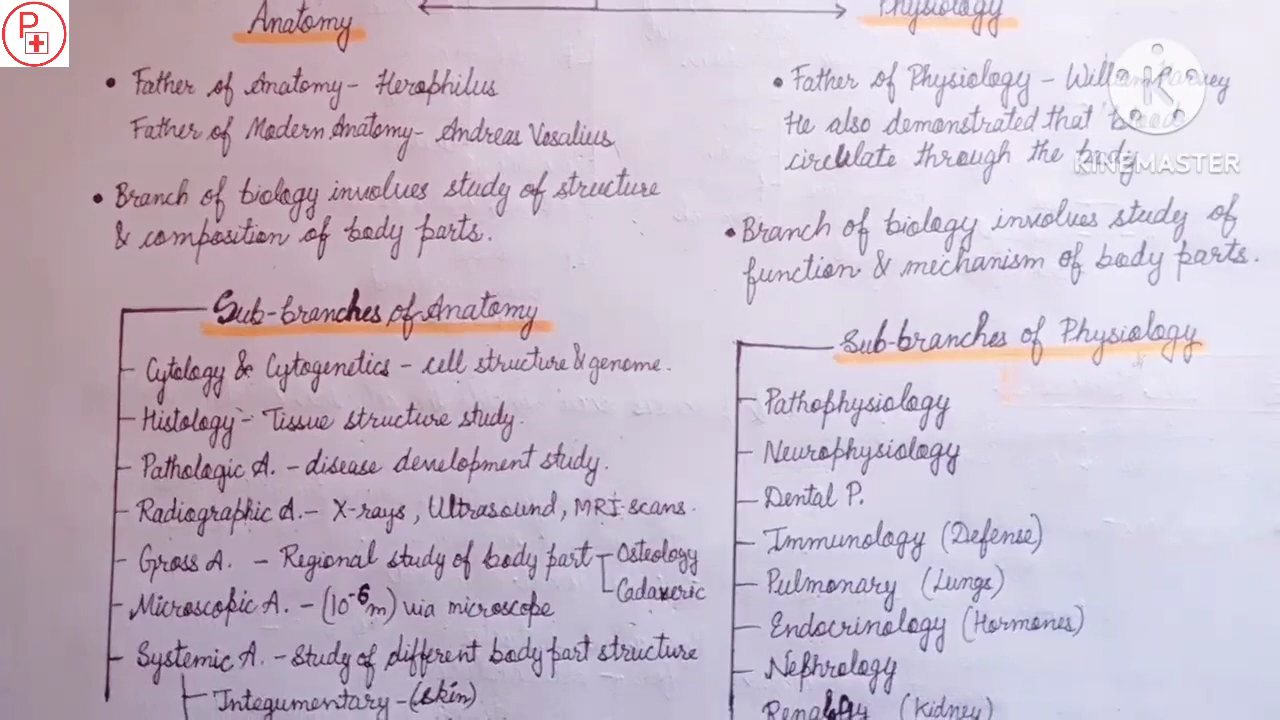 P
Anatomy
Physiology
• Father of Anatomy - Herophilus
Father of Modern Anatomy - Andreas Vosalius
• Branch of biology involves study of structure
& composition of body parts.
Sub-branches of Anatomy
Cytology & Cytogenetics - cell structure & genome.
Histology - Tissue structure study.
Pathologic A. - disease development study.
Radiographic A. - X-rays, Ultrasound, MRI-scans.
Gross A. - Regional study of body part
Osteology
Cadaveric
Microscopic A. - (10⁻⁶m) via microscope
Systemic A. - Study of different body part structure
Integumentary - (skin)
• Father of Physiology -
He also demonstrated that blood
circulate through the body
• Branch of biology involves study of
function & mechanism of body parts.
Sub-branches of Physiology
Pathophysiology
Neurophysiology
Dental P.
Immunology (Defense)
Pulmonary (Lungs)
Endocrinology (Hormones)
Nephrology
(Kidney)
K
KINEMASTER